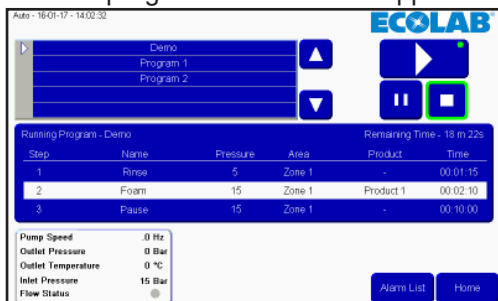 Auto - 16-01-17 - 14:02:32
ECOLAB
Demo
Program 1
Program 2
Running Program - Demo Remaining Time - 18 m 22s
Step Name Pressure Area Product Time
1 Rinse 5 Zone 1 - 00:01:15
2 Foam 15 Zone 1 Product 1 00:02:10
3 Pause 15 Zone 1 - 00:10:00
Pump Speed .0 Hz
Outlet Pressure 0 Bar
Outlet Temperature 0 °C
Inlet Pressure 15 Bar
Flow Status
Alarm List Home